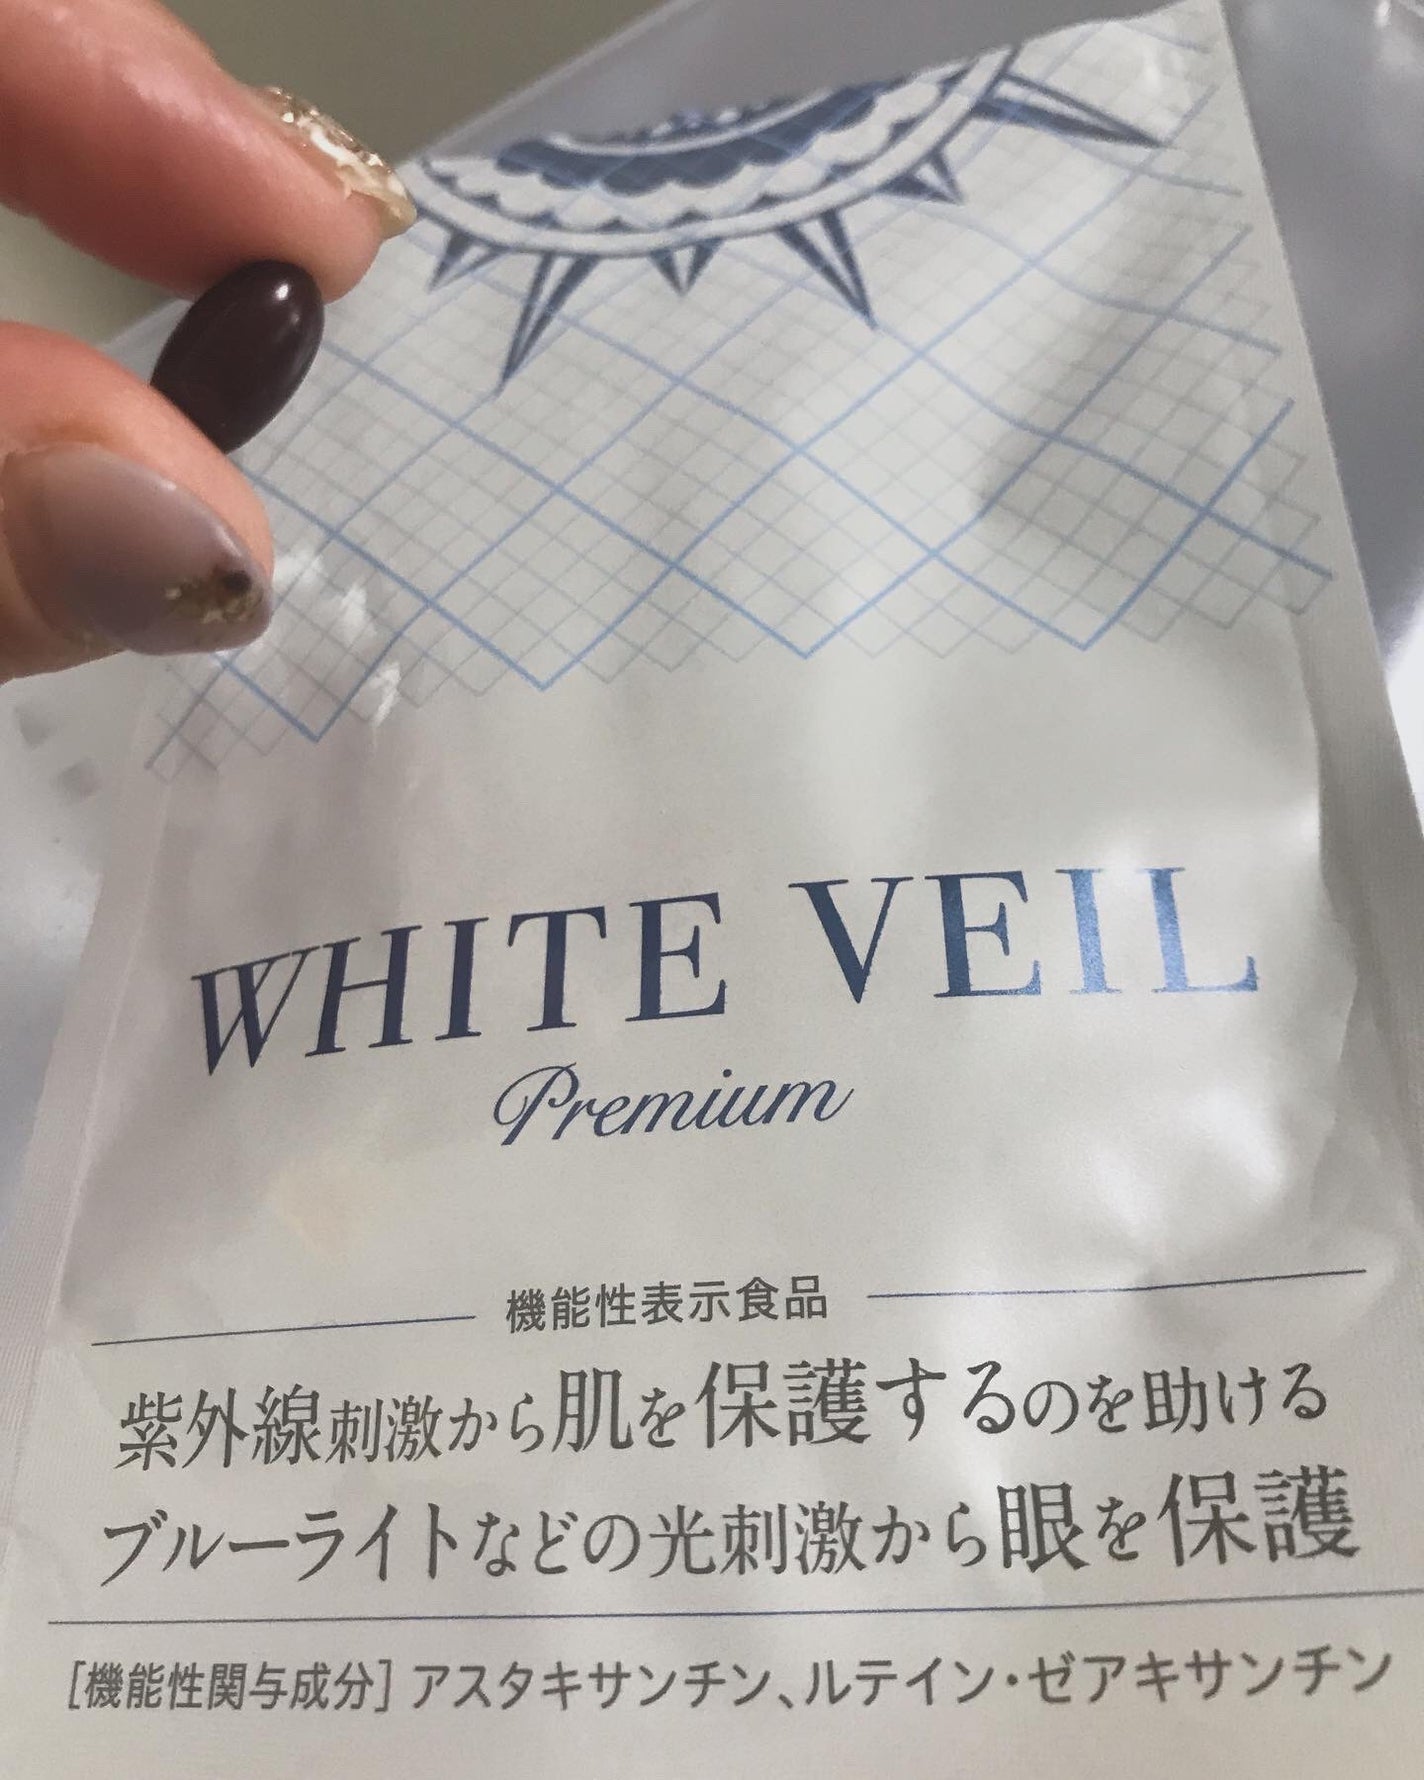 WHITE VEIL
Premium
機能性表示食品
紫外線刺激から肌を保護するのを助ける
ブルーライトなどの光刺激から眼を保護
[機能性関与成分] アスタキサンチン、ルテイン・ゼアキサンチン